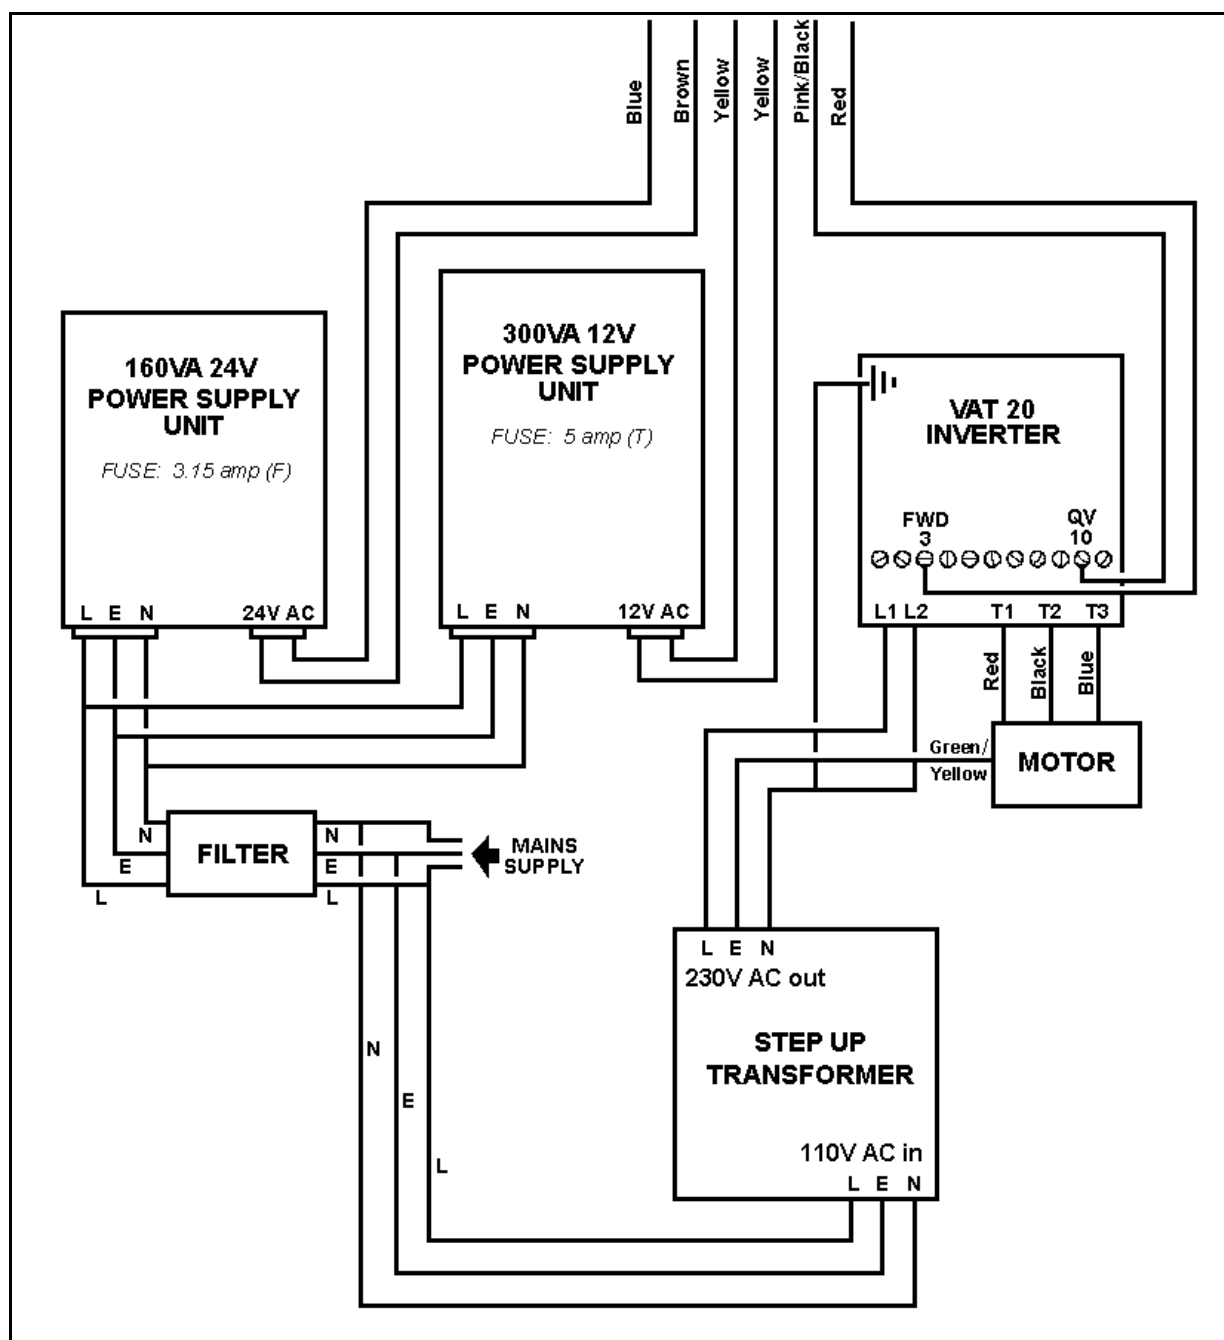 Blue
Brown
Yellow
Yellow
Pink/Black
Red
160VA 24V
POWER SUPPLY
UNIT
FUSE: 3.15 amp (F)
L E N
24V AC
300VA 12V
POWER SUPPLY
UNIT
FUSE: 5 amp (T)
L E N
12V AC
VAT 20
INVERTER
FWD
3
QV
10
L1 L2
T1 T2 T3
Red
Black
Blue
Green/
Yellow
MOTOR
N
E
L
FILTER
N
E
L
MAINS
SUPPLY
N
E
L
L E N
230V AC out
STEP UP
TRANSFORMER
110V AC in
L E N